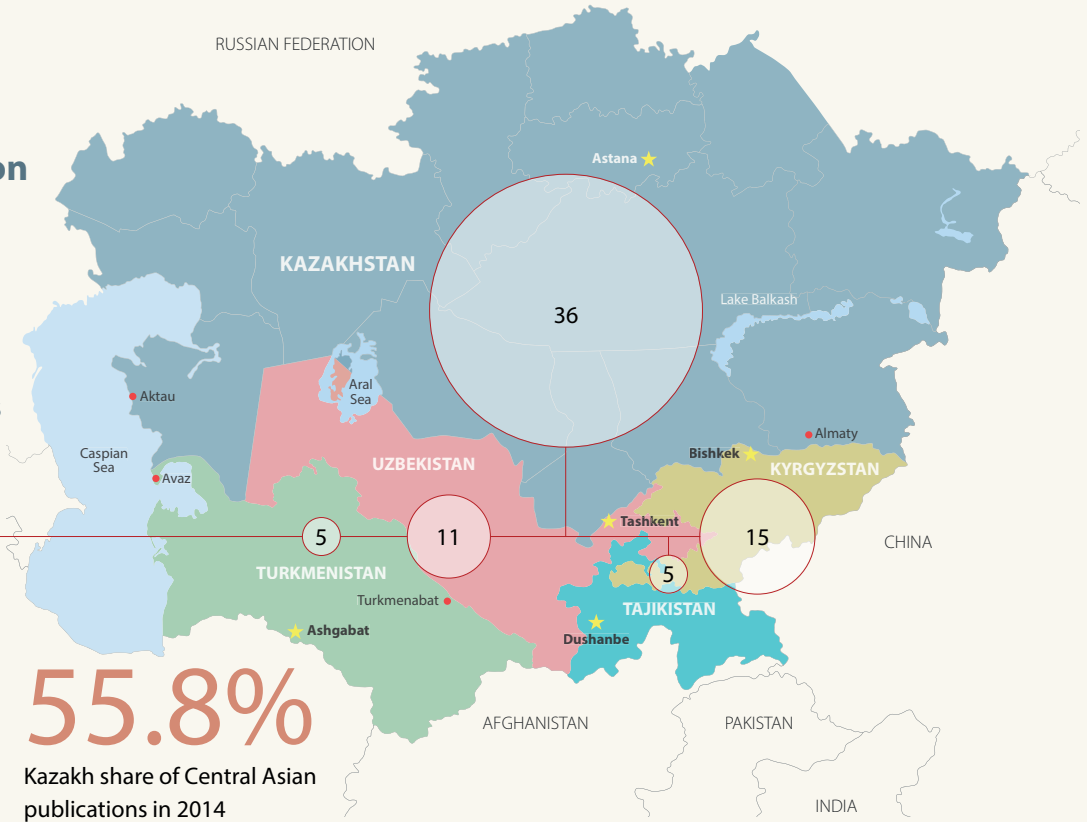 RUSSIAN FEDERATION
on
Astana
KAZAKHSTAN
Lake Balkash
36
Aral
Sea
Aktau
Almaty
Caspian
Sea
Avaz
UZBEKISTAN
Bishkek
KYRGYZSTAN
Tashkent
5
11
15
CHINA
5
TURKMENISTAN
Turkmenabat
TAJIKISTAN
Ashgabat
Dushanbe
55.8%
Kazakh share of Central Asian
publications in 2014
AFGHANISTAN
PAKISTAN
INDIA